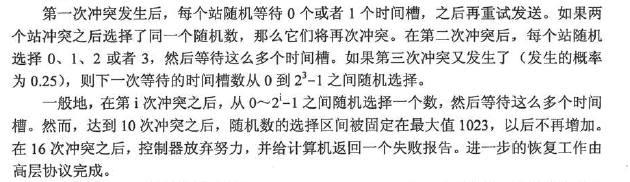 第一次冲突发生后，每个站随机等待 0 个或者 1 个时间槽，之后再重试发送。如果两
个站冲突之后选择了同一个随机数，那么它们将再次冲突。在第二次冲突后，每个站随机
选择 0、1、2 或者 3，然后等待这么多个时间槽。如果第三次冲突又发生了（发生的概率
为 0.25），则下一次等待的时间槽数从 0 到 2³-1 之间随机选择。
一般地，在第 i 次冲突之后，从 0～2ⁱ-1 之间随机选择一个数，然后等待这么多个时间
槽。然而，达到 10 次冲突之后，随机数的选择区间被固定在最大值 1023，以后不再增加。
在 16 次冲突之后，控制器放弃努力，并给计算机返回一个失败报告。进一步的恢复工作由
高层协议完成。